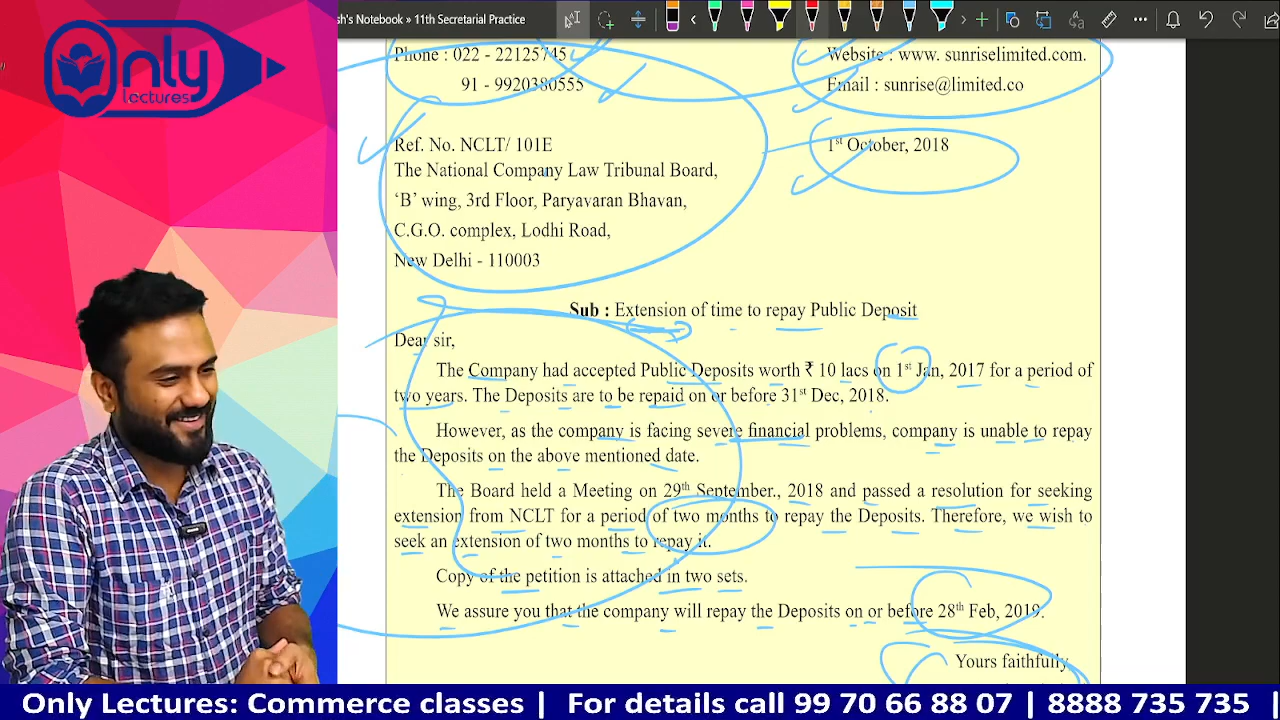 sh's Notebook » 11th Secretarial Practice
Only
lectures
Phone : 022 - 22125745
Website : www. sunriselimited.com.
91 - 9920380555
Email : sunrise@limited.co
Ref. No. NCLT/ 101E
1st October, 2018
The National Company Law Tribunal Board,
‘B’ wing, 3rd Floor, Paryavaran Bhavan,
C.G.O. complex, Lodhi Road,
New Delhi - 110003
Sub : Extension of time to repay Public Deposit
Dear sir,
The Company had accepted Public Deposits worth ₹ 10 lacs on 1st Jan, 2017 for a period of
two years. The Deposits are to be repaid on or before 31st Dec, 2018.
However, as the company is facing severe financial problems, company is unable to repay
the Deposits on the above mentioned date.
The Board held a Meeting on 29th September., 2018 and passed a resolution for seeking
extension from NCLT for a period of two months to repay the Deposits. Therefore, we wish to
seek an extension of two months to repay it.
Copy of the petition is attached in two sets.
We assure you that the company will repay the Deposits on or before 28th Feb, 2019.
Yours faithfully
Only Lectures: Commerce classes | For details call 99 70 66 88 07 | 8888 735 735 |